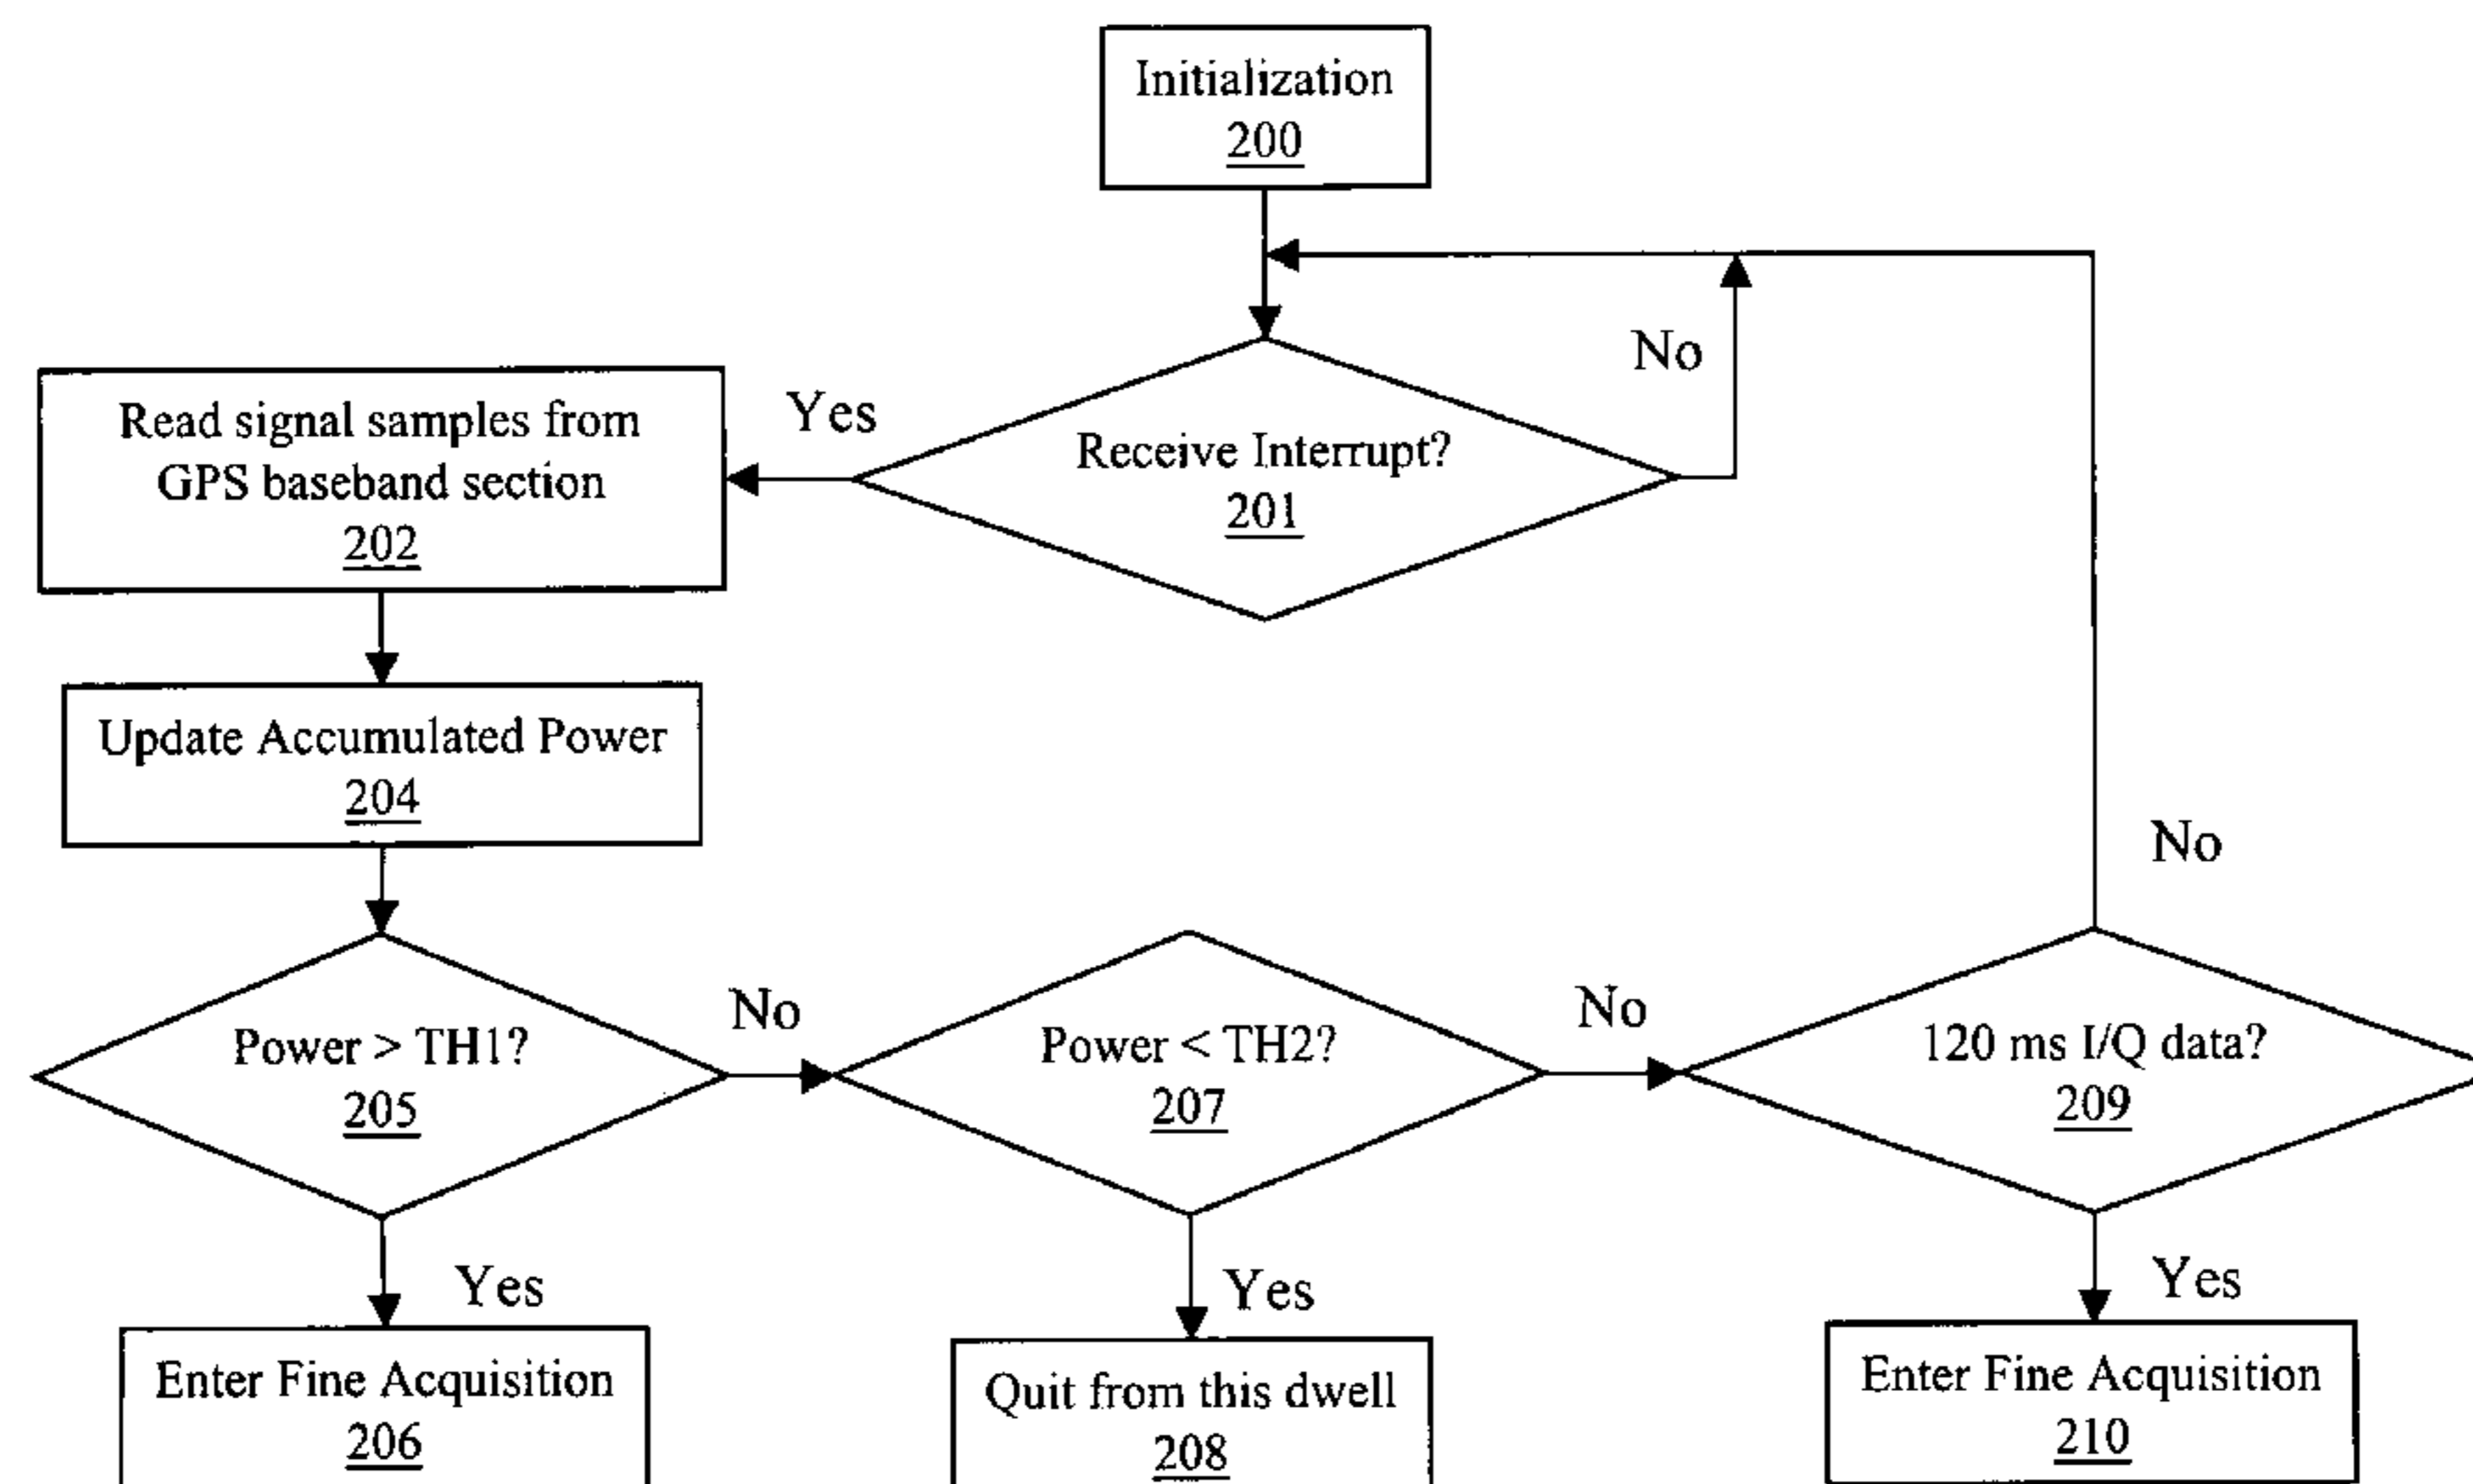 Initialization
200
No
Yes
Receive Interrupt?
201
Read signal samples from
GPS baseband section
202
Update Accumulated Power
204
No
Power > TH1?
205
No
Power < TH2?
207
No
120 ms I/Q data?
209
Yes
Yes
Yes
Enter Fine Acquisition
206
Quit from this dwell
208
Enter Fine Acquisition
210